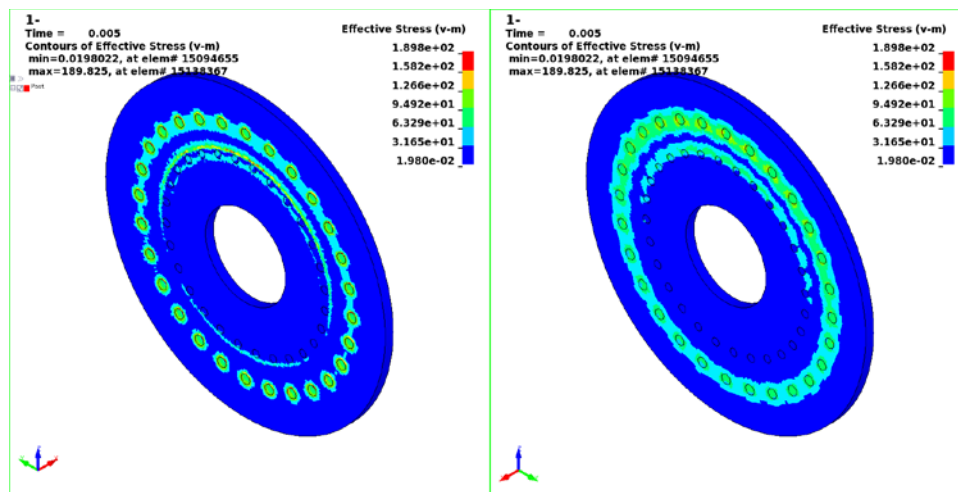 1-
Time =    0.005
Contours of Effective Stress (v-m)
min=0.0198022, at elem# 15094655
max=189.825, at elem# 15138367
Part
Effective Stress (v-m)
1.898e+02
1.582e+02
1.266e+02
9.492e+01
6.329e+01
3.165e+01
1.980e-02
1-
Time =    0.005
Contours of Effective Stress (v-m)
min=0.0198022, at elem# 15094655
max=189.825, at elem# 15138367
Effective Stress (v-m)
1.898e+02
1.582e+02
1.266e+02
9.492e+01
6.329e+01
3.165e+01
1.980e-02